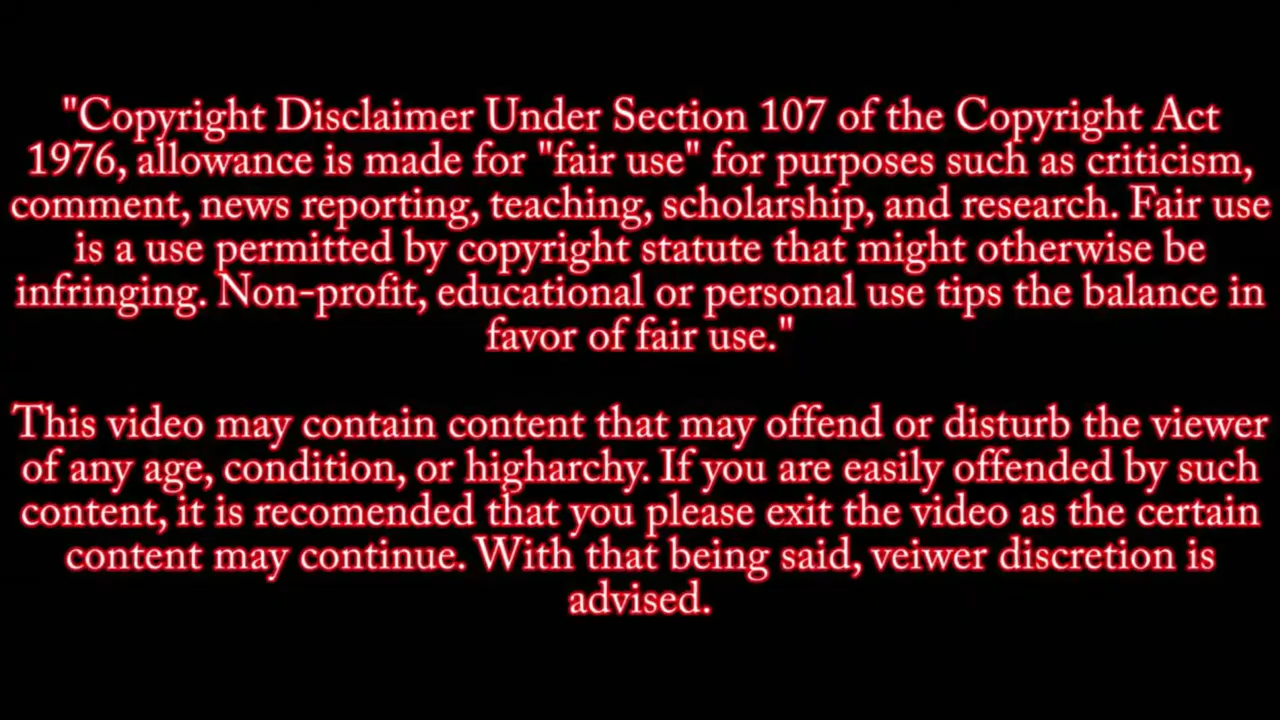 "Copyright Disclaimer Under Section 107 of the Copyright Act
1976, allowance is made for "fair use" for purposes such as criticism,
comment, news reporting, teaching, scholarship, and research. Fair use
is a use permitted by copyright statute that might otherwise be
infringing. Non-profit, educational or personal use tips the balance in
favor of fair use."
This video may contain content that may offend or disturb the viewer
of any age, condition, or higharchy. If you are easily offended by such
content, it is recomended that you please exit the video as the certain
content may continue. With that being said, veiwer discretion is
advised.